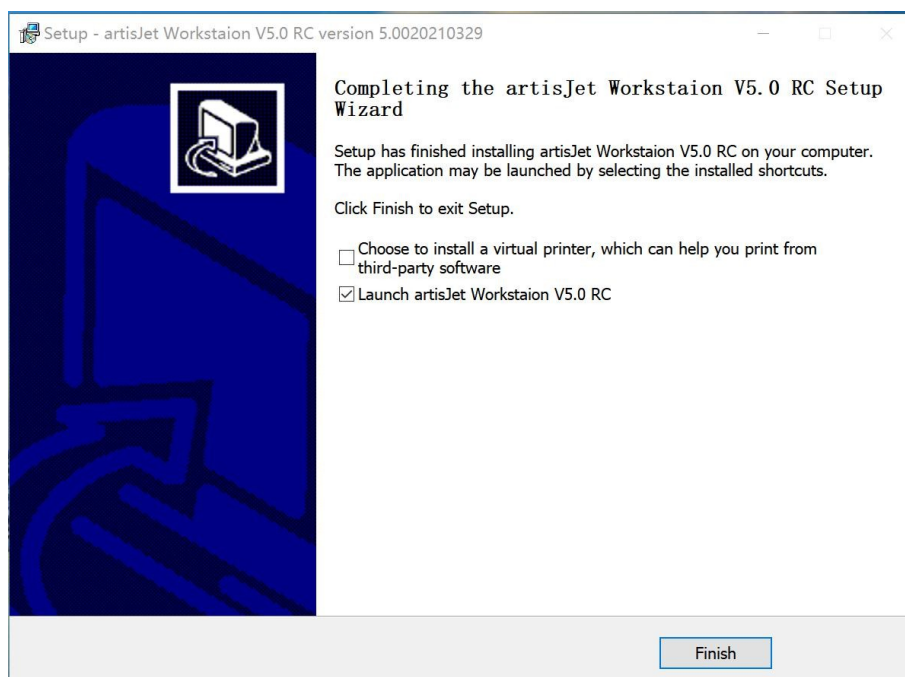 Setup - artisJet Workstaion V5.0 RC version 5.0020210329
Completing the artisJet Workstaion V5.0 RC Setup
Wizard
Setup has finished installing artisJet Workstaion V5.0 RC on your computer.
The application may be launched by selecting the installed shortcuts.
Click Finish to exit Setup.
Choose to install a virtual printer, which can help you print from
third-party software
Launch artisJet Workstaion V5.0 RC
Finish